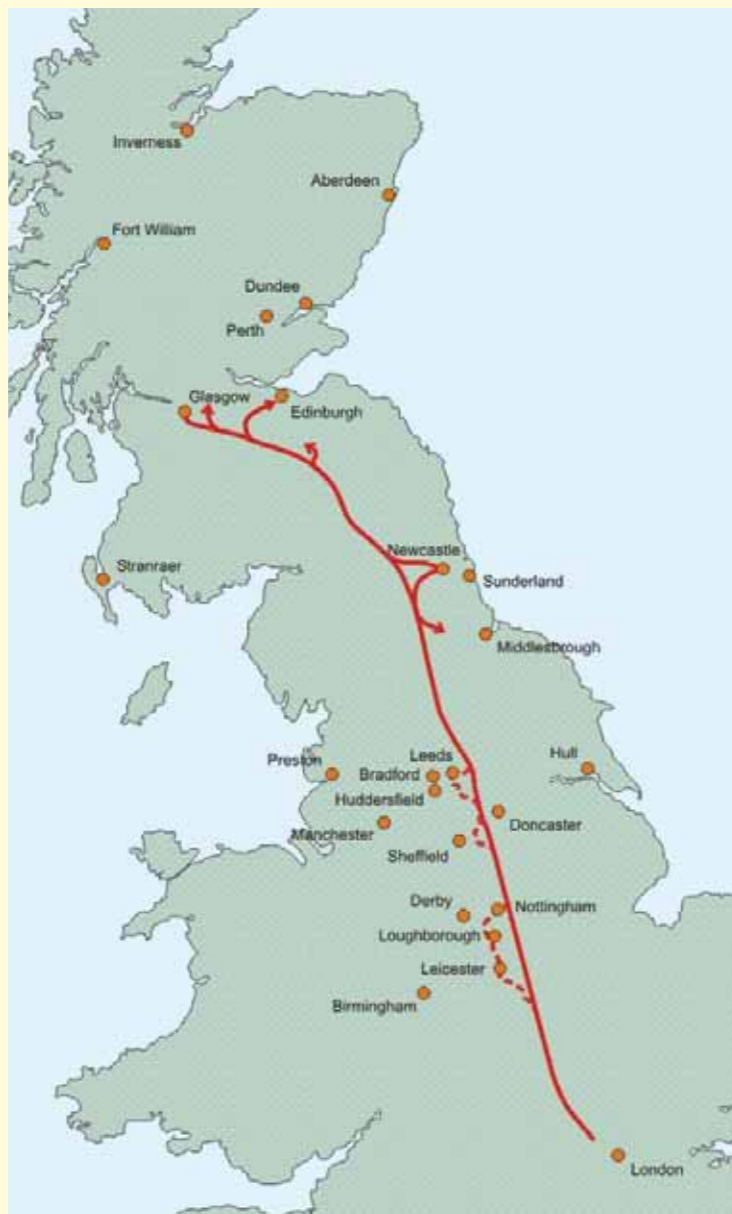 Inverness
Aberdeen
Fort William
Dundee
Perth
Glasgow
Edinburgh
Newcastle
Stranraer
Sunderland
Middlesbrough
Leeds
Hull
Preston
Bradford
Huddersfield
Doncaster
Manchester
Sheffield
Derby
Nottingham
Loughborough
Leicester
Birmingham
London